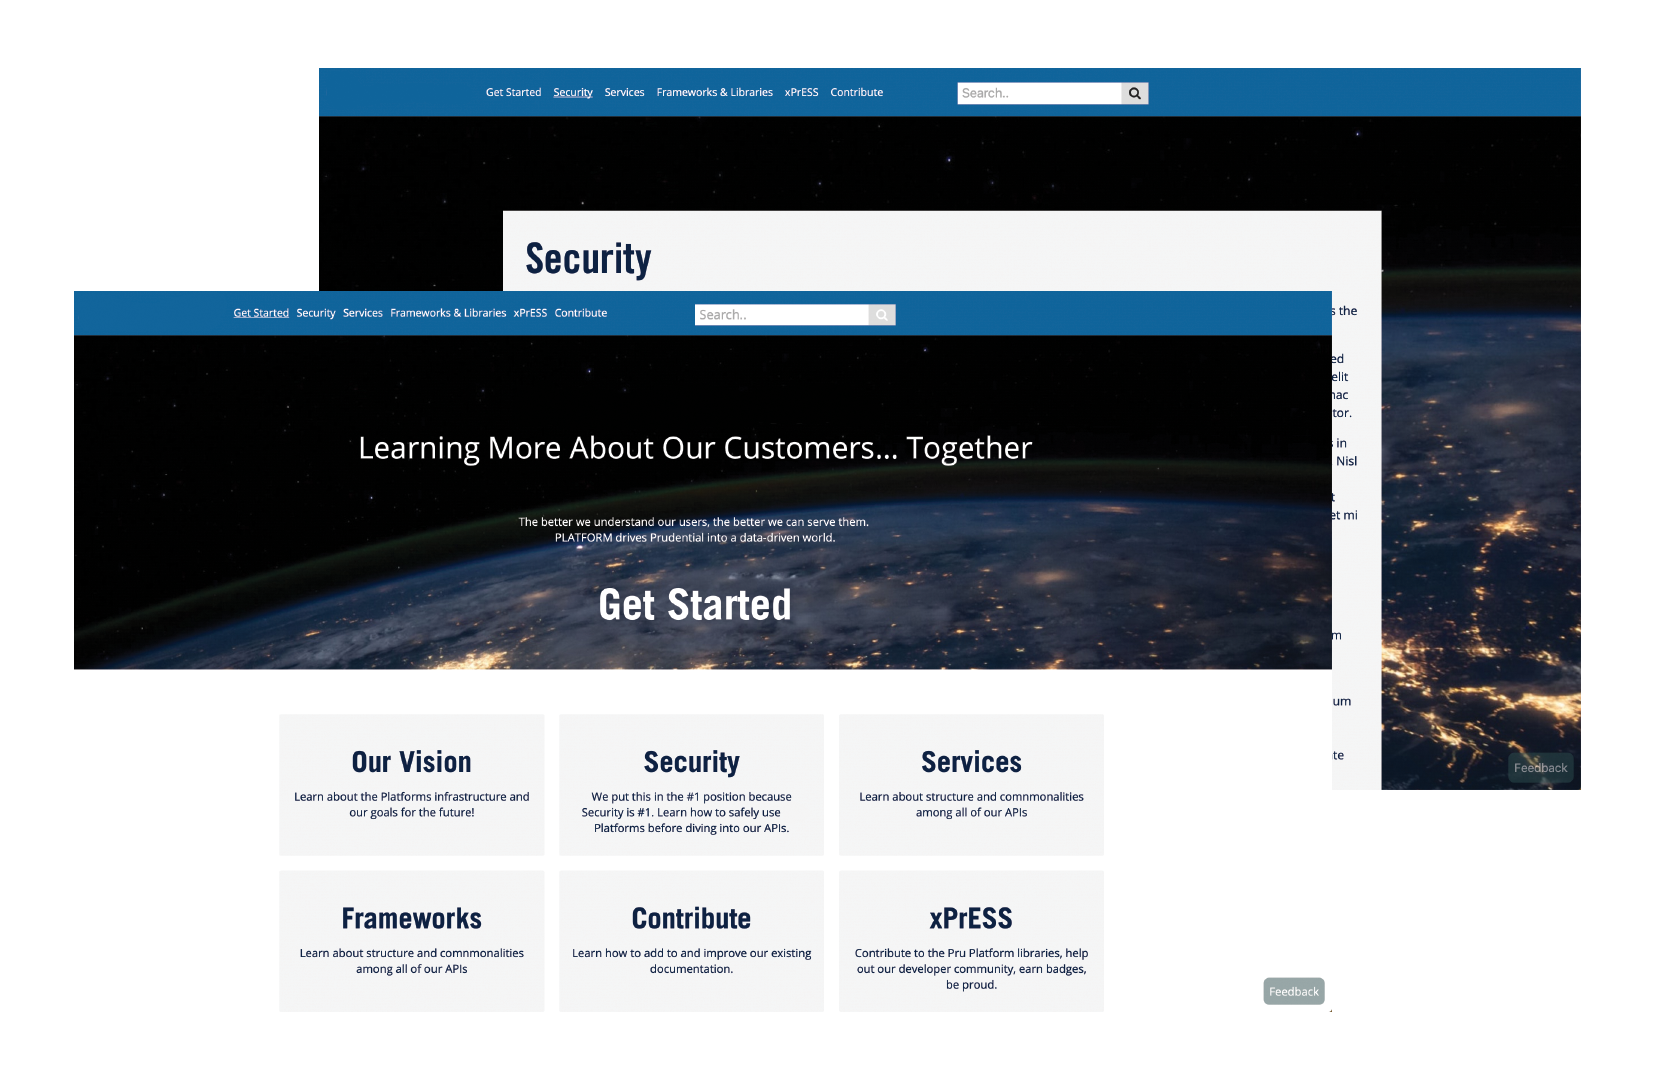 Get Started Security Services Frameworks & Libraries xPrESS Contribute Search..
Security
s the
ed
elit
nac
tor.
s in
Nisl
t
et mi
m
um
te
Feedback
Get Started Security Services Frameworks & Libraries xPrESS Contribute Search..
Learning More About Our Customers... Together
The better we understand our users, the better we can serve them.
PLATFORM drives Prudential into a data-driven world.
Get Started
Our Vision
Learn about the Platforms infrastructure and
our goals for the future!
Security
We put this in the #1 position because
Security is #1. Learn how to safely use
Platforms before diving into our APIs.
Services
Learn about structure and commnonalities
among all of our APIs
Frameworks
Learn about structure and commnonalities
among all of our APIs
Contribute
Learn how to add to and improve our existing
documentation.
xPrESS
Contribute to the Pru Platform libraries, help
out our developer community, earn badges,
be proud.
Feedback